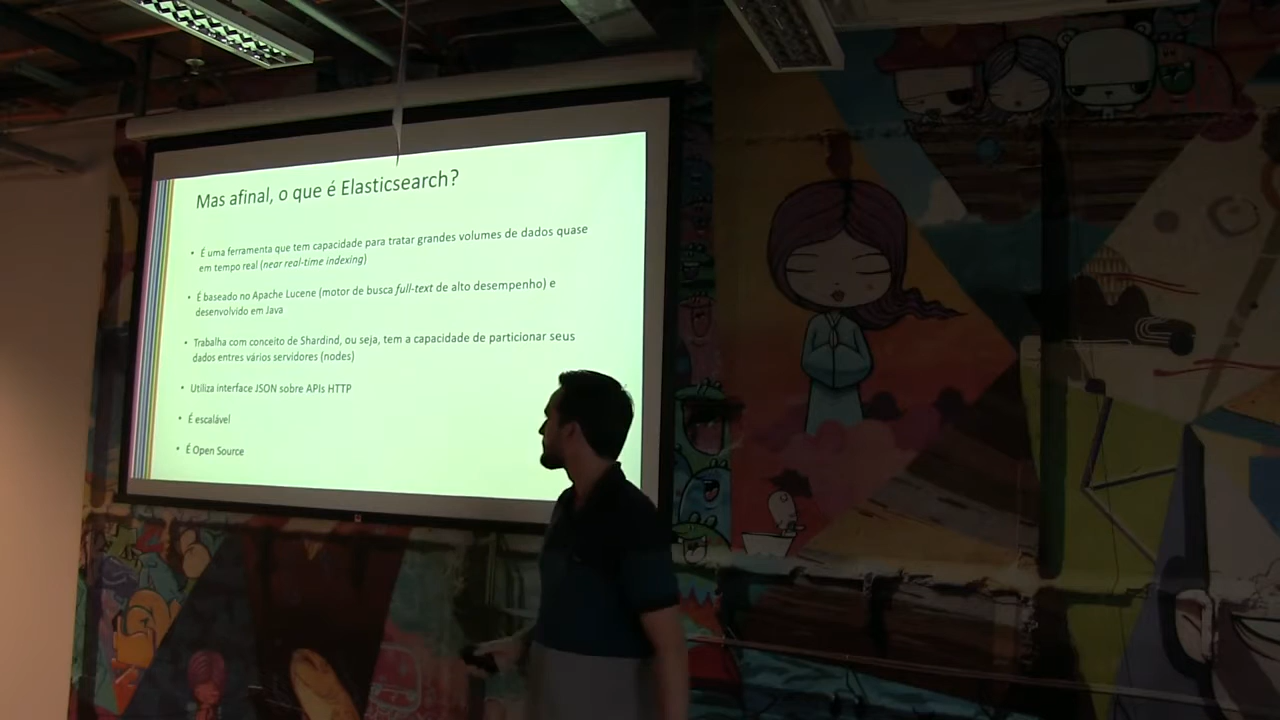 Mas afinal, o que é Elasticsearch?
• É uma ferramenta que tem capacidade para tratar grandes volumes de dados quase
em tempo real (near real-time indexing)
• É baseado no Apache Lucene (motor de busca full-text de alto desempenho) e
desenvolvido em Java
• Trabalha com conceito de Shardind, ou seja, tem a capacidade de particionar seus
dados entres vários servidores (nodes)
• Utiliza interface JSON sobre APIs HTTP
• É escalável
• É Open Source